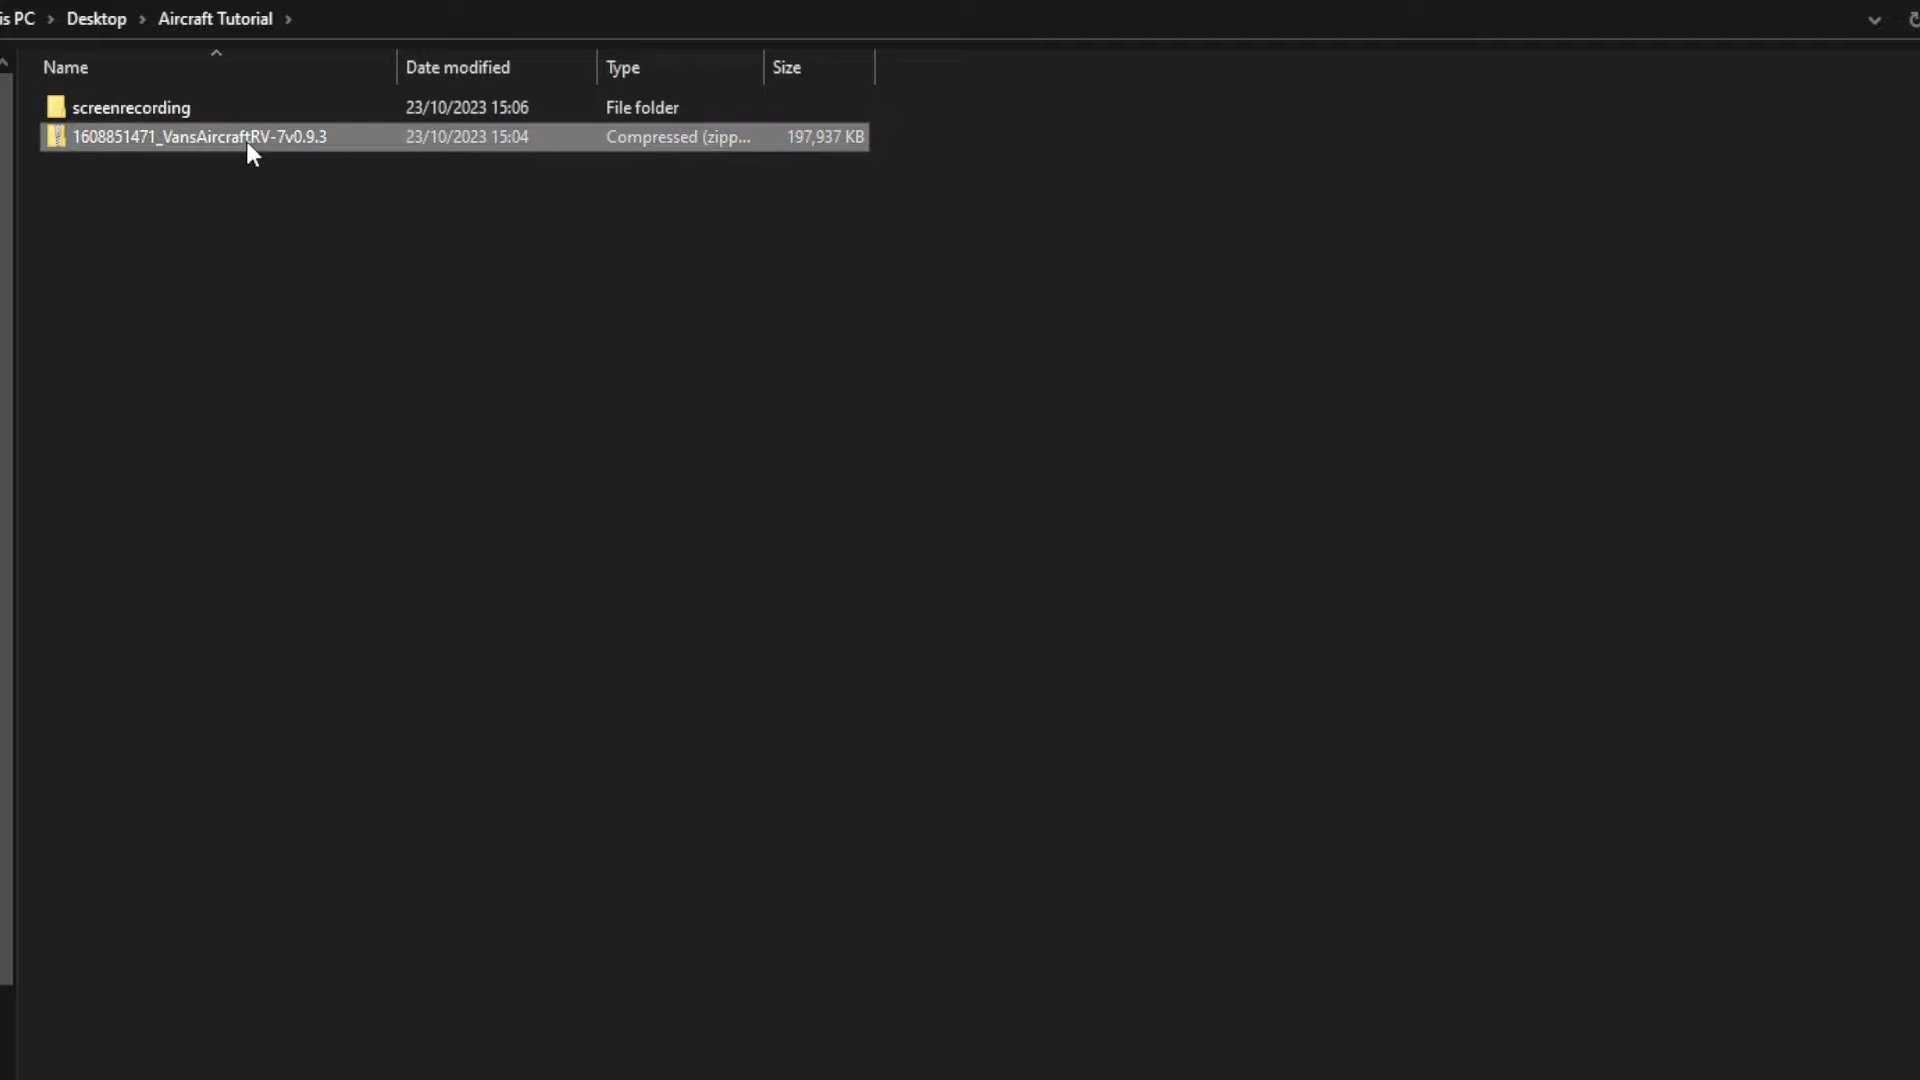 is PC > Desktop > Aircraft Tutorial >
Name Date modified Type Size
screenrecording 23/10/2023 15:06 File folder
1608851471_VansAircraftRV-7v0.9.3 23/10/2023 15:04 Compressed (zipp... 197,937 KB